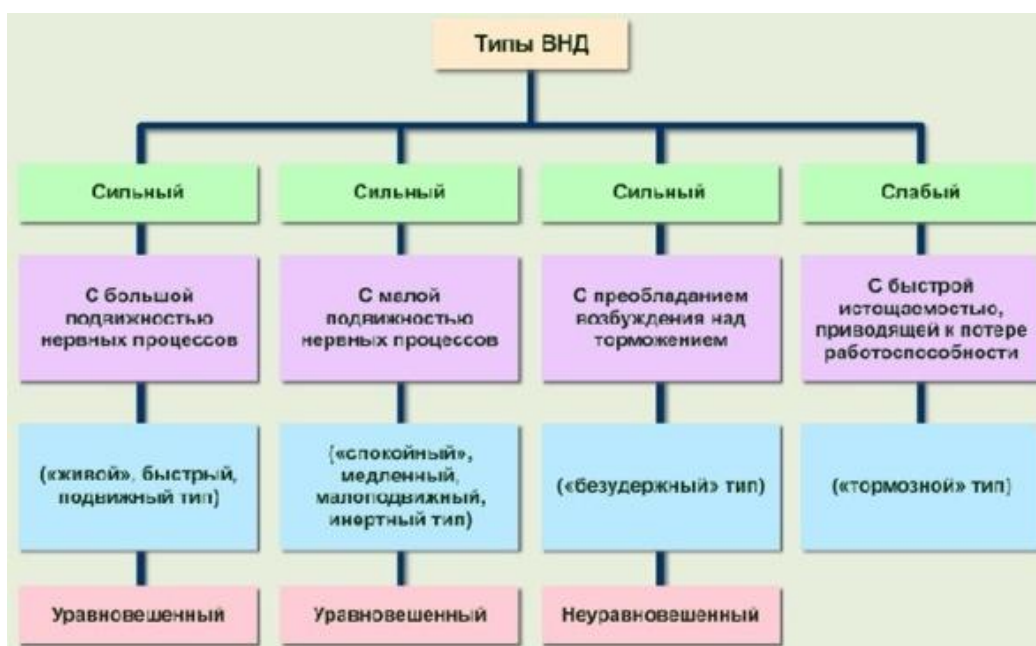 Типы ВНД
Сильный
Сильный
Сильный
Слабый
С большой
подвижностью
нервных процессов
С малой
подвижностью
нервных процессов
С преобладанием
возбуждения над
торможением
С быстрой
истощаемостью,
приводящей к потере
работоспособности
(«живой», быстрый,
подвижный тип)
(«спокойный»,
медленный,
малоподвижный,
инертный тип)
(«безудержный» тип)
(«тормозной» тип)
Уравновешенный
Уравновешенный
Неуравновешенный